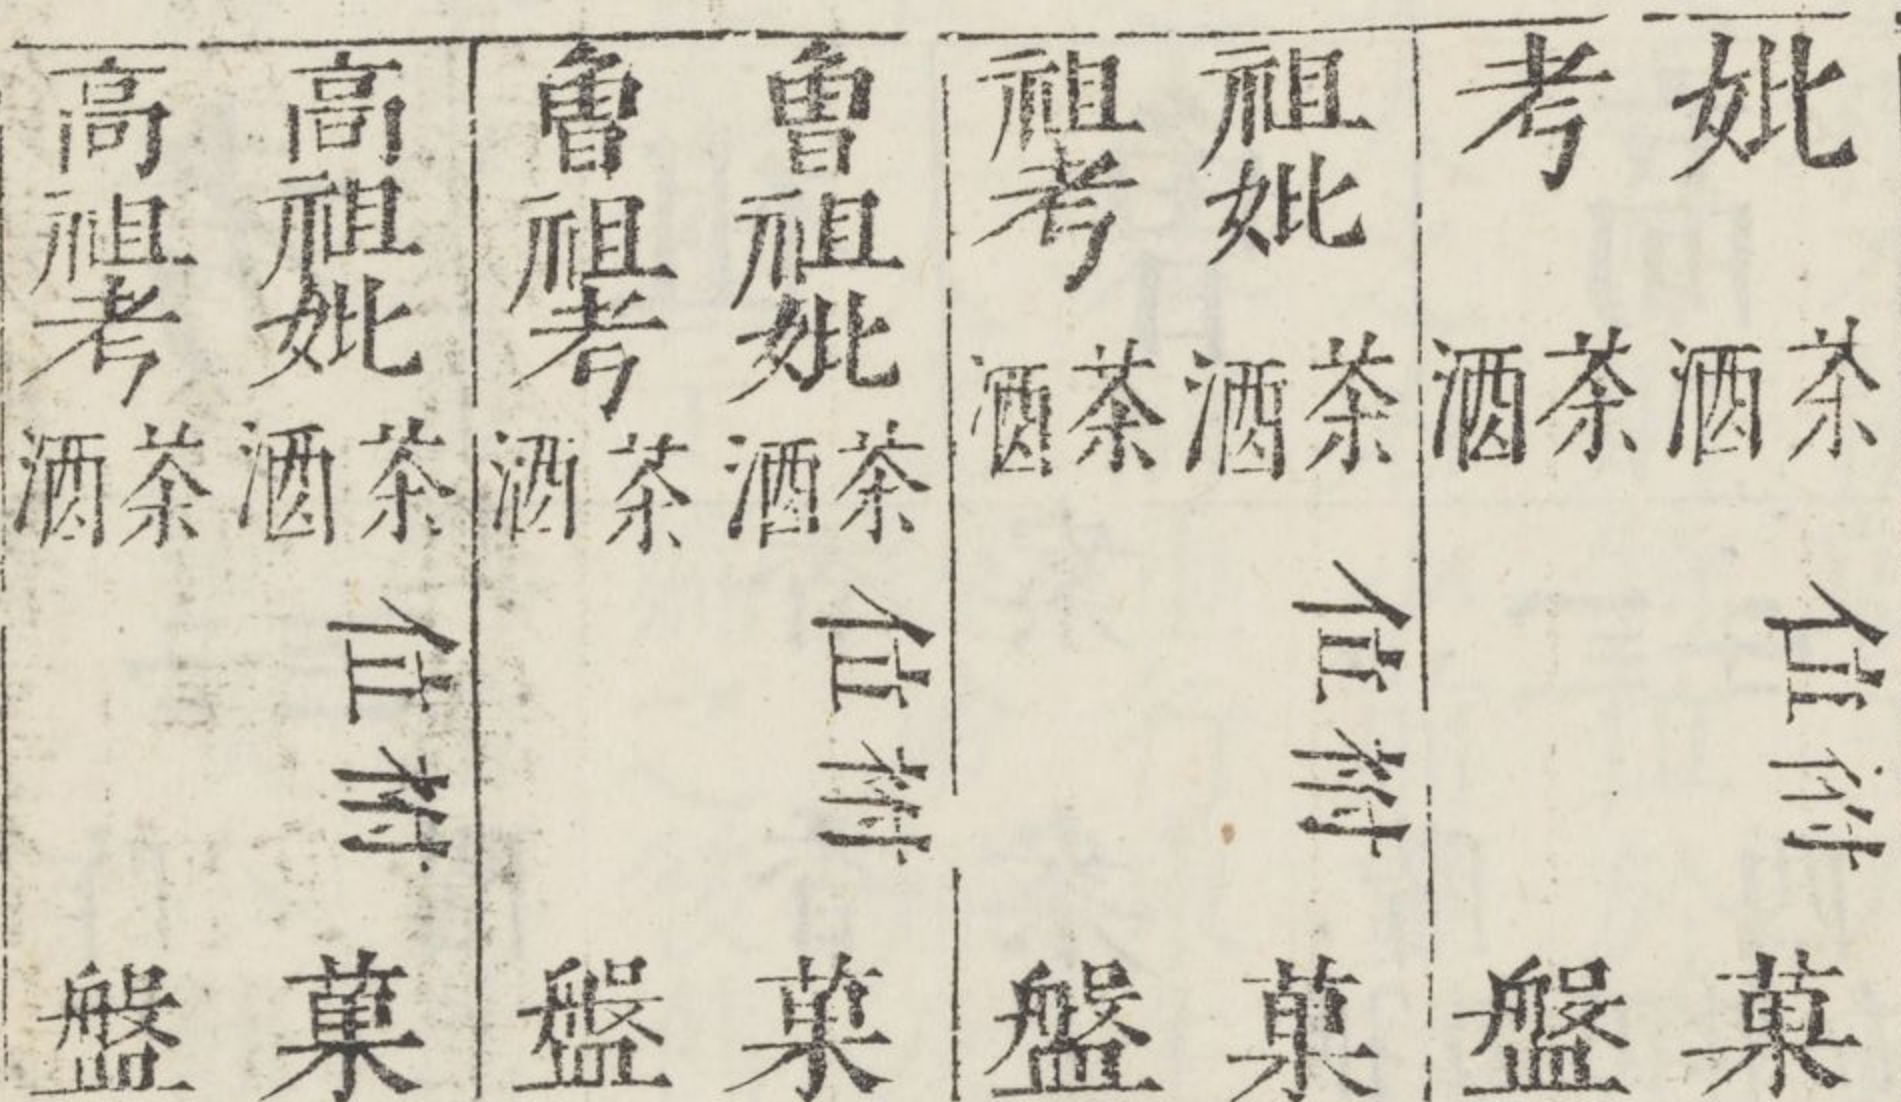 妣
茶
酒
祔位
菓
考
茶
酒
盤
祖妣
茶
酒
祔位
菓
祖考
茶
酒
盤
曾祖妣
茶
酒
祔位
菓
曾祖考
茶
酒
盤
高祖妣
茶
酒
祔位
菓
高祖考
茶
酒
盤